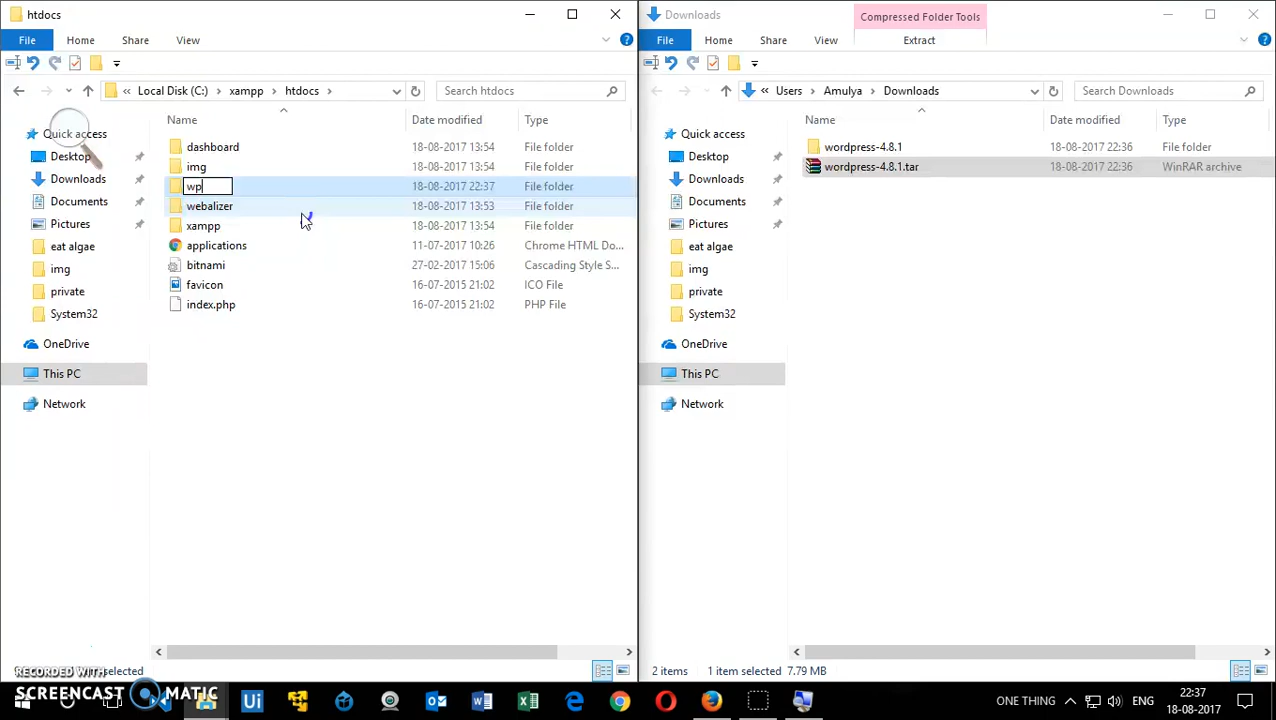 htdocs
File Home Share View
Local Disk (C:) xampp htdocs
Search htdocs
Name Date modified Type
Quick access
Desktop
Downloads
Documents
Pictures
eat algae
img
private
System32
OneDrive
This PC
Network
dashboard 18-08-2017 13:54 File folder
img 18-08-2017 13:54 File folder
wp 18-08-2017 22:37 File folder
webalizer 18-08-2017 13:53 File folder
xampp 18-08-2017 13:54 File folder
applications 11-07-2017 10:26 Chrome HTML Do...
bitnami 27-02-2017 15:06 Cascading Style S...
favicon 16-07-2015 21:02 ICO File
index.php 16-07-2015 21:02 PHP File
selected
Downloads
Compressed Folder Tools
File Home Share View Extract
Users Amulya Downloads
Search Downloads
Name Date modified Type
Quick access
Desktop
Downloads
Documents
Pictures
eat algae
img
private
System32
OneDrive
This PC
Network
wordpress-4.8.1 18-08-2017 22:36 File folder
wordpress-4.8.1.tar 18-08-2017 22:36 WinRAR archive
2 items 1 item selected 7.79 MB
RECORDED WITH
SCREENCAST MATIC
Ui
ONE THING ENG 22:37
18-08-2017